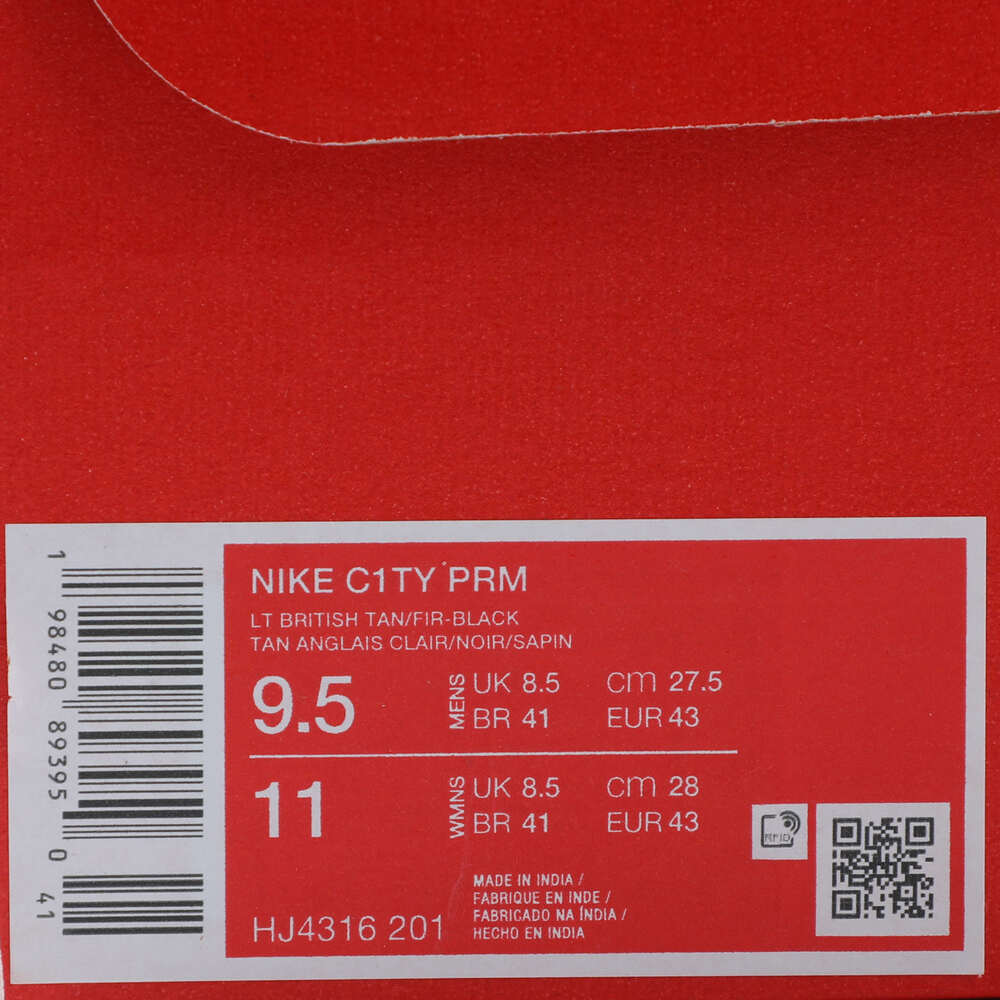 NIKE C1TY PRM
LT BRITISH TAN/FIR-BLACK
TAN ANGLAIS CLAIR/NOIR/SAPIN
9.5 MENS UK 8.5 cm 27.5
BR 41 EUR 43
11 WMNS UK 8.5 cm 28
BR 41 EUR 43
MADE IN INDIA /
FABRIQUE EN INDE /
FABRICADO NA ÍNDIA /
HECHO EN INDIA
HJ4316 201
RFID
1 98480 89395 0
41